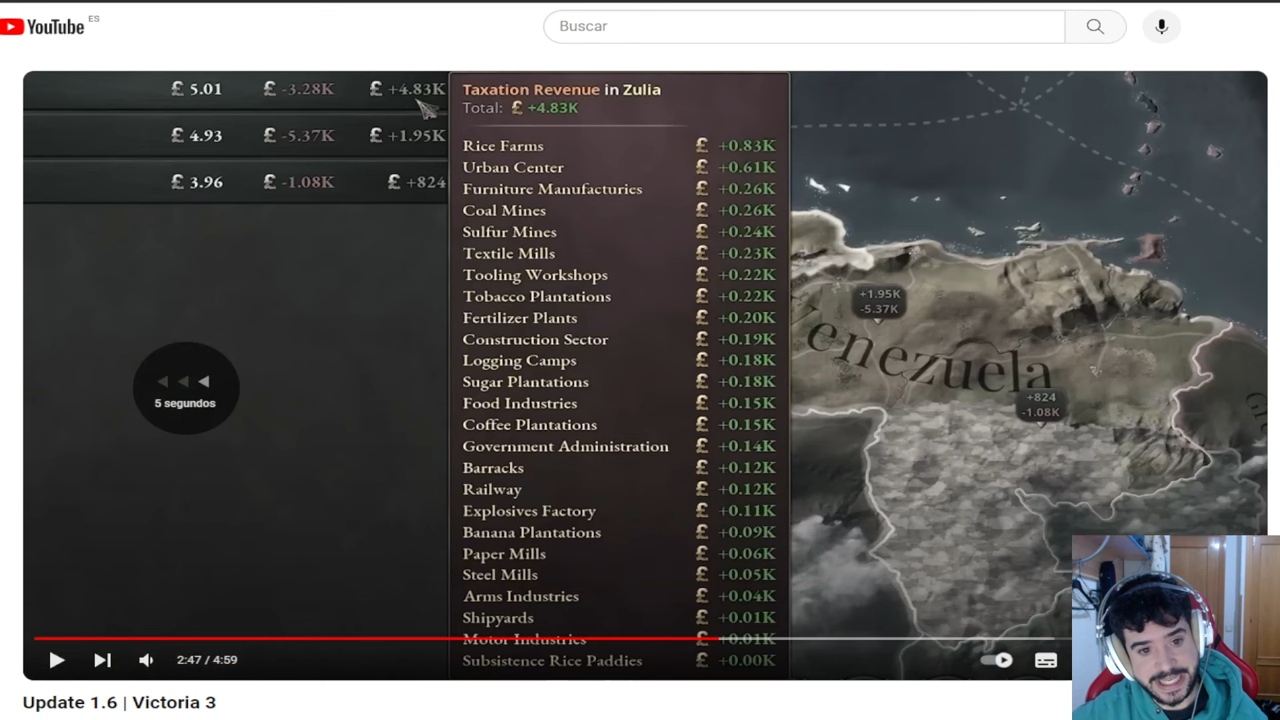 YouTube ES
Buscar
£ 5.01 £ -3.28K £ +4.83K
£ 4.93 £ -5.37K £ +1.95K
£ 3.96 £ -1.08K £ +824
Taxation Revenue in Zulia
Total: £ +4.83K
Rice Farms £ +0.83K
Urban Center £ +0.61K
Furniture Manufacturies £ +0.26K
Coal Mines £ +0.26K
Sulfur Mines £ +0.24K
Textile Mills £ +0.23K
Tooling Workshops £ +0.22K
Tobacco Plantations £ +0.22K
Fertilizer Plants £ +0.20K
Construction Sector £ +0.19K
Logging Camps £ +0.18K
Sugar Plantations £ +0.18K
Food Industries £ +0.15K
Coffee Plantations £ +0.15K
Government Administration £ +0.14K
Barracks £ +0.12K
Railway £ +0.12K
Explosives Factory £ +0.11K
Banana Plantations £ +0.09K
Paper Mills £ +0.06K
Steel Mills £ +0.05K
Arms Industries £ +0.04K
Shipyards £ +0.01K
Motor Industries £ +0.01K
Subsistence Rice Paddies £ +0.00K
+1.95K
-5.37K
Venezuela
+824
-1.08K
5 segundos
2:47 / 4:59
Update 1.6 | Victoria 3